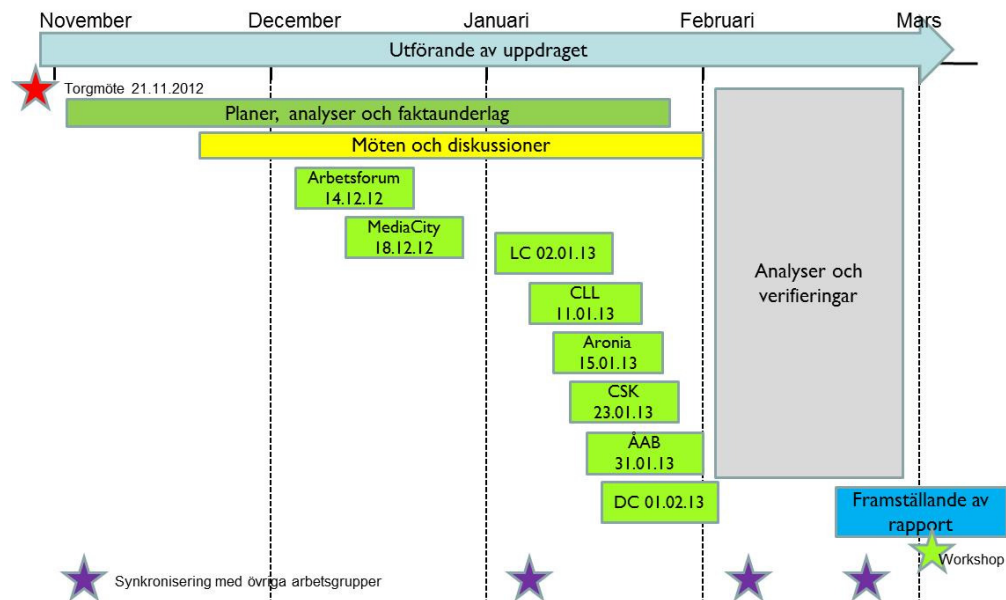 November December Januari Februari Mars
Utförande av uppdraget
Torgmöte 21.11.2012
Planer, analyser och faktaunderlag
Möten och diskussioner
Arbetsforum
14.12.12
MediaCity
18.12.12
LC 02.01.13
CLL
11.01.13
Aronia
15.01.13
CSK
23.01.13
ÅAB
31.01.13
DC 01.02.13
Analyser och
verifieringar
Framställande av
rapport
Workshop
Synkronisering med övriga arbetsgrupper